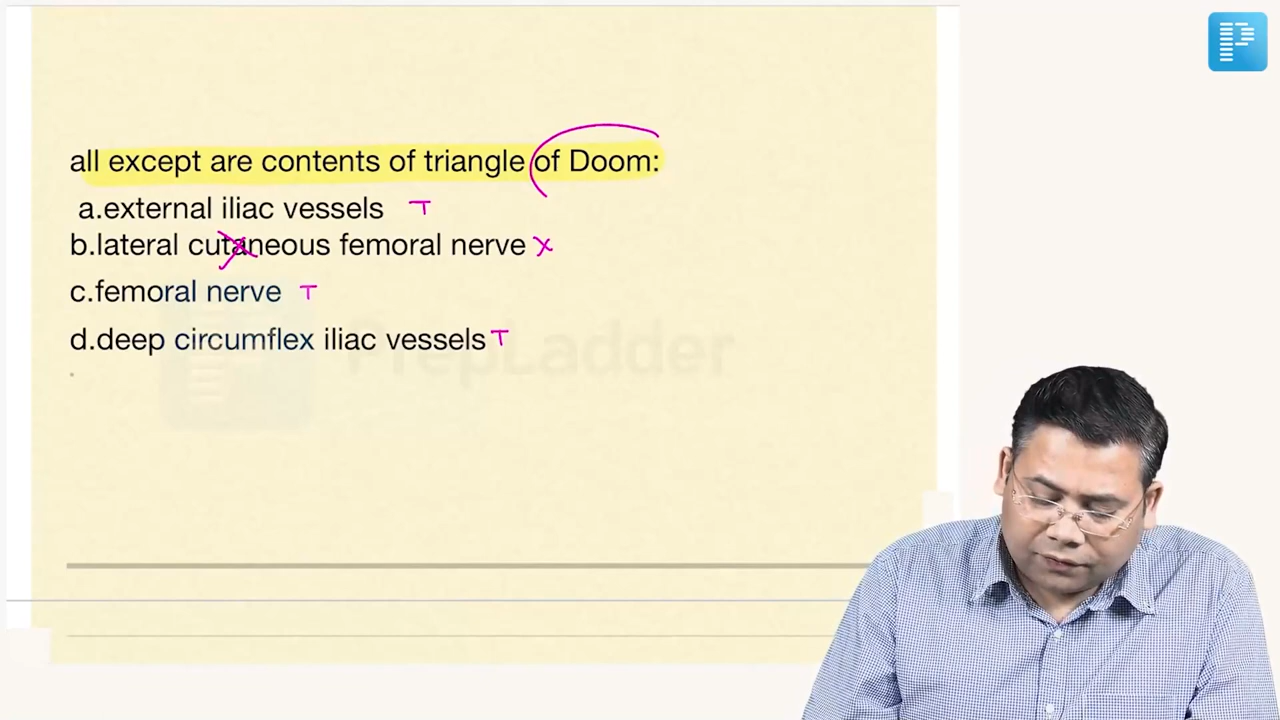 all except are contents of triangle of Doom:
a.external iliac vessels T
b.lateral cutaneous femoral nerve x
c.femoral nerve T
d.deep circumflex iliac vessels T
PrepLadder